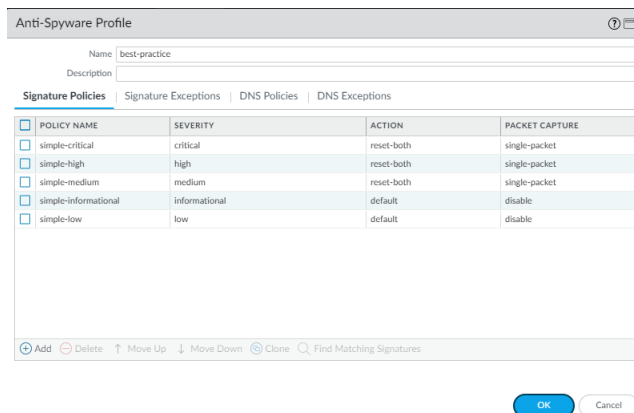 Anti-Spyware Profile
Name best-practice
Description
Signature Policies | Signature Exceptions | DNS Policies | DNS Exceptions
POLICY NAME SEVERITY ACTION PACKET CAPTURE
simple-critical critical reset-both single-packet
simple-high high reset-both single-packet
simple-medium medium reset-both single-packet
simple-informational informational default disable
simple-low low default disable
Add Delete Move Up Move Down Clone Find Matching Signatures
OK Cancel